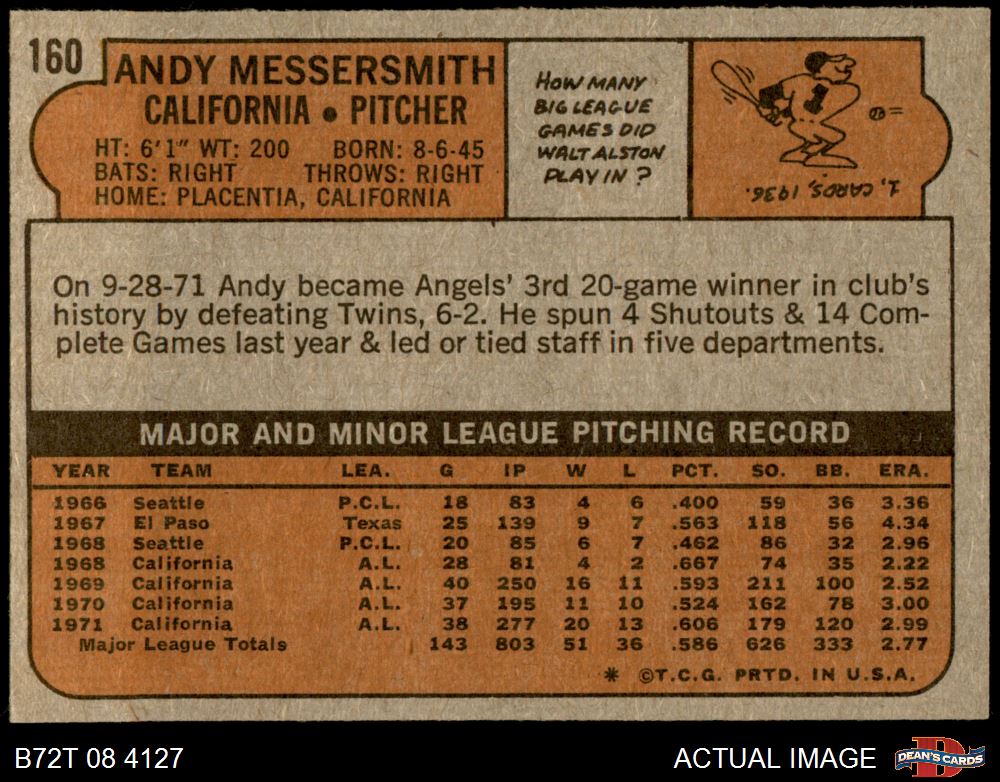 160
ANDY MESSERSMITH
CALIFORNIA • PITCHER
HT: 6'1" WT: 200 BORN: 8-6-45
BATS: RIGHT THROWS: RIGHT
HOME: PLACENTIA, CALIFORNIA
HOW MANY
BIG LEAGUE
GAMES DID
WALT ALSTON
PLAY IN?
1
1, CARDS, 1936.
On 9-28-71 Andy became Angels' 3rd 20-game winner in club's
history by defeating Twins, 6-2. He spun 4 Shutouts & 14 Com-
plete Games last year & led or tied staff in five departments.
MAJOR AND MINOR LEAGUE PITCHING RECORD
YEAR TEAM LEA. G IP W L PCT. SO. BB. ERA.
1966 Seattle P.C.L. 18 83 4 6 .400 59 36 3.36
1967 El Paso Texas 25 139 9 7 .563 118 56 4.34
1968 Seattle P.C.L. 20 85 6 7 .462 86 32 2.96
1968 California A.L. 28 81 4 2 .667 74 35 2.22
1969 California A.L. 40 250 16 11 .593 211 100 2.52
1970 California A.L. 37 195 11 10 .524 162 78 3.00
1971 California A.L. 38 277 20 13 .606 179 120 2.99
Major League Totals 143 803 51 36 .586 626 333 2.77
* ©T.C.G. PRTD. IN U.S.A.
B72T 08 4127
ACTUAL IMAGE
D
DEAN'S CARDS